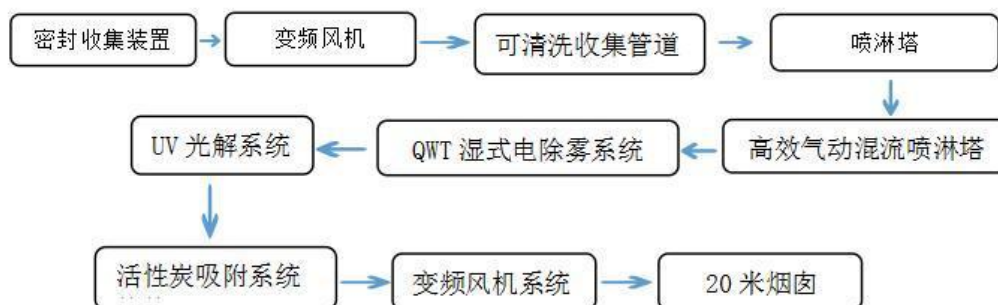 密封收集装置
变频风机
可清洗收集管道
喷淋塔
高效气动混流喷淋塔
QWT 湿式电除雾系统
UV 光解系统
活性炭吸附系统
变频风机系统
20 米烟囱